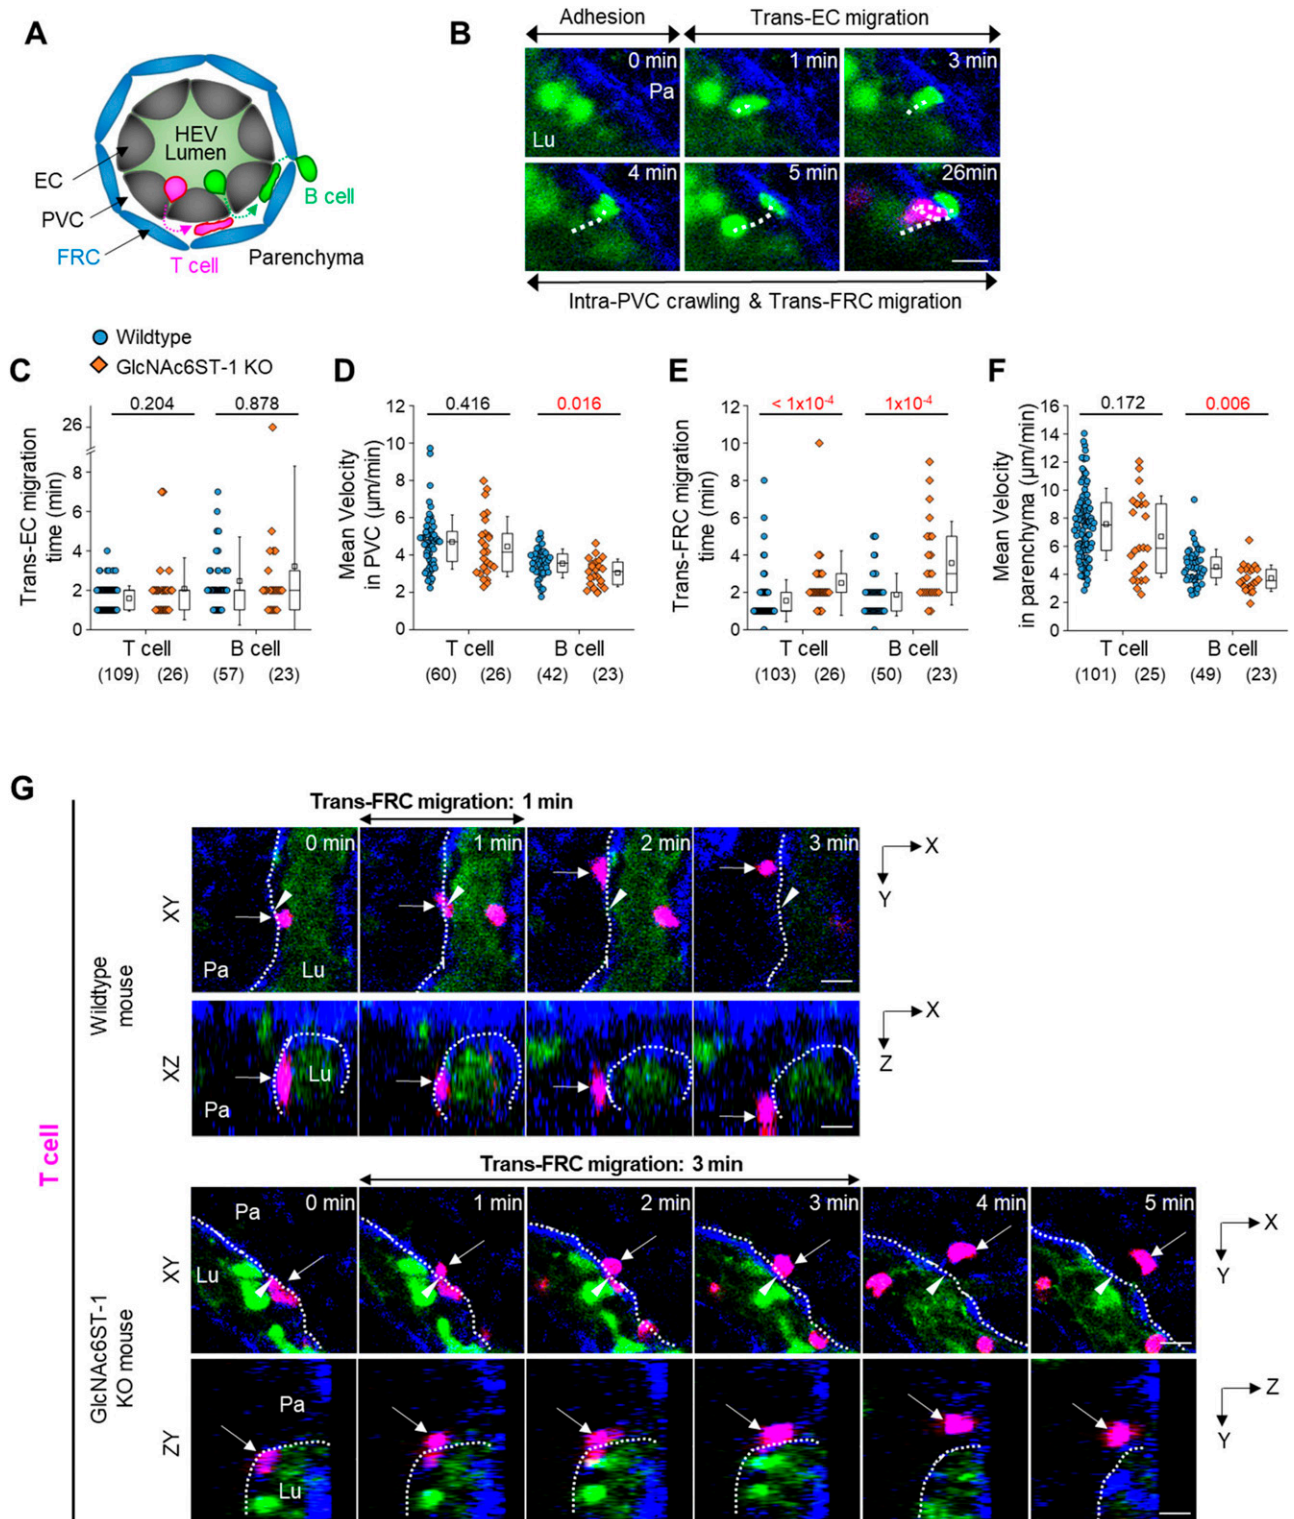 A
HEV
Lumen
EC
PVC
FRC
T cell
B cell
Parenchyma
B
Adhesion
Trans-EC migration
0 min
1 min
3 min
Pa
Lu
4 min
5 min
26min
Intra-PVC crawling & Trans-FRC migration
Wildtype
GlcNAc6ST-1 KO
C
Trans-EC migration
time (min)
0.204
0.878
26
8
6
4
2
0
T cell
B cell
(109)
(26)
(57)
(23)
D
Mean Velocity
in PVC (µm/min)
0.416
0.016
12
10
8
6
4
2
0
T cell
B cell
(60)
(26)
(42)
(23)
E
Trans-FRC migration
time (min)
< 1x10-4
1x10-4
12
10
8
6
4
2
0
T cell
B cell
(103)
(26)
(50)
(23)
F
Mean Velocity
in parenchyma (µm/min)
0.172
0.006
16
14
12
10
8
6
4
2
0
T cell
B cell
(101)
(25)
(49)
(23)
G
T cell
Wildtype
mouse
Trans-FRC migration: 1 min
XY
0 min
1 min
2 min
3 min
Pa
Lu
X
Y
XZ
Lu
Pa
X
Z
GlcNAc6ST-1
KO mouse
Trans-FRC migration: 3 min
XY
0 min
1 min
2 min
3 min
4 min
5 min
Pa
Lu
X
Y
ZY
Pa
Lu
Z
Y